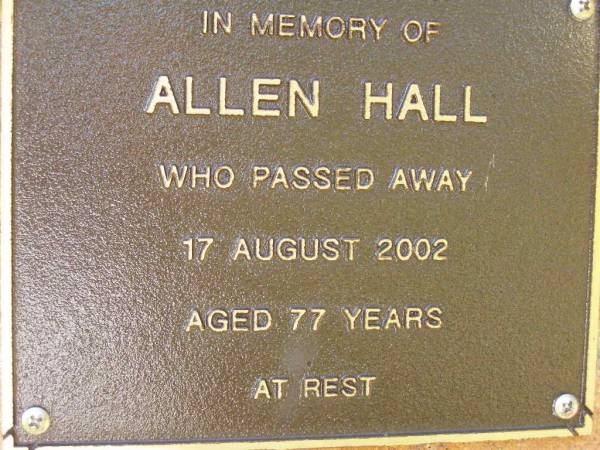 IN MEMORY OF
ALLEN HALL
WHO PASSED AWAY
17 AUGUST 2002
AGED 77 YEARS
AT REST